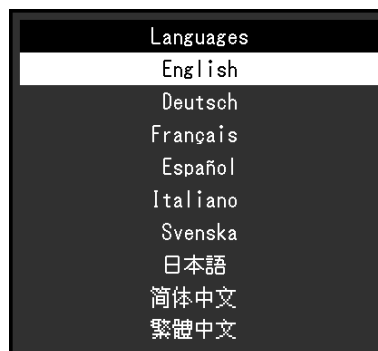 Languages
English
Deutsch
Français
Español
Italiano
Svenska
日本語
简体中文
繁體中文